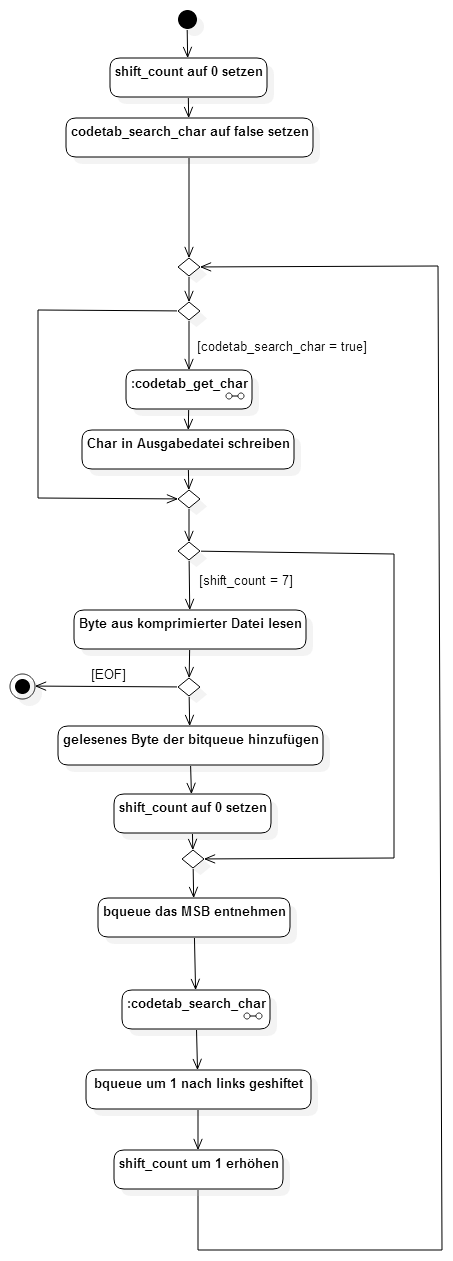 shift_count auf 0 setzen
codetab_search_char auf false setzen
[codetab_search_char = true]
:codetab_get_char
Char in Ausgabedatei schreiben
[shift_count = 7]
Byte aus komprimierter Datei lesen
[EOF]
gelesenes Byte der bitqueue hinzufügen
shift_count auf 0 setzen
bqueue das MSB entnehmen
:codetab_search_char
bqueue um 1 nach links geshiftet
shift_count um 1 erhöhen